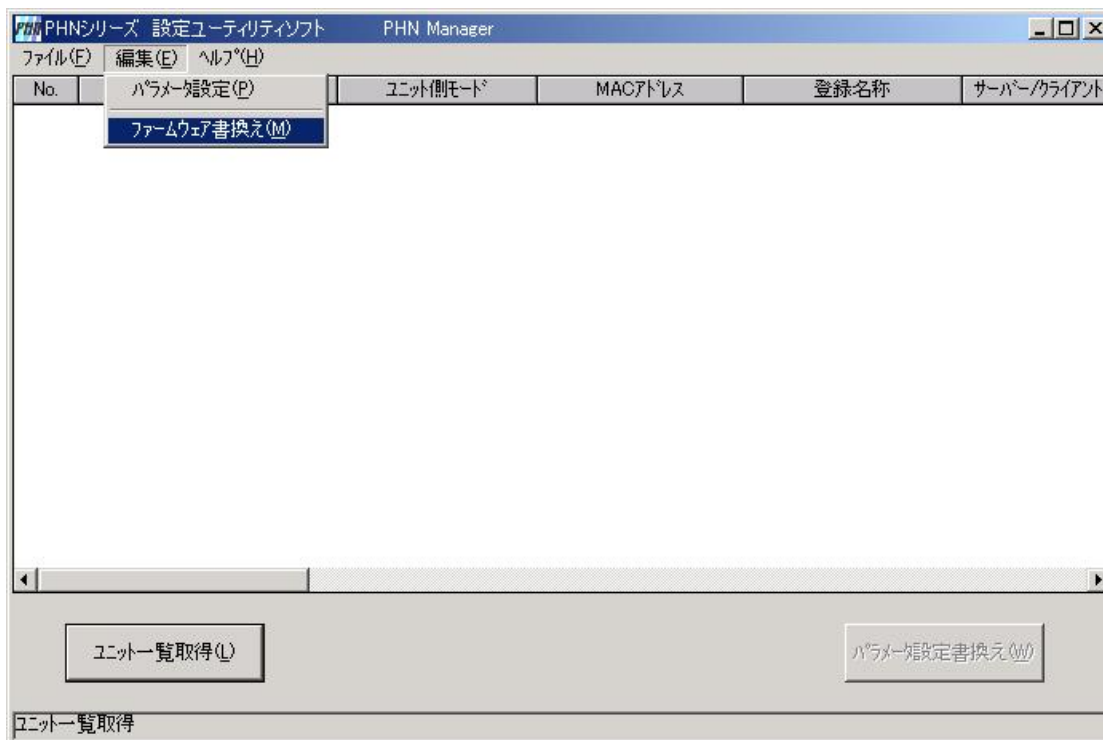 PHN PHNシリーズ 設定ユーティリティソフト PHN Manager
ファイル(F) 編集(E) ヘルプ(H)
No. ユニット側モード MACアドレス 登録名称 サーバー/クライアント
パラメータ設定(P)
ファームウェア書換え(M)
ユニット一覧取得(L) パラメータ設定書換え(W)
ユニット一覧取得